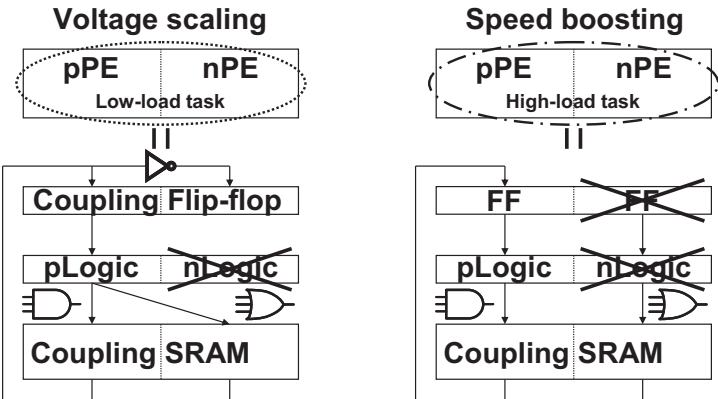 Voltage scaling
pPE nPE
Low-load task
Coupling Flip-flop
pLogic nLogic
Coupling SRAM
Speed boosting
pPE nPE
High-load task
FF FF
pLogic nLogic
Coupling SRAM